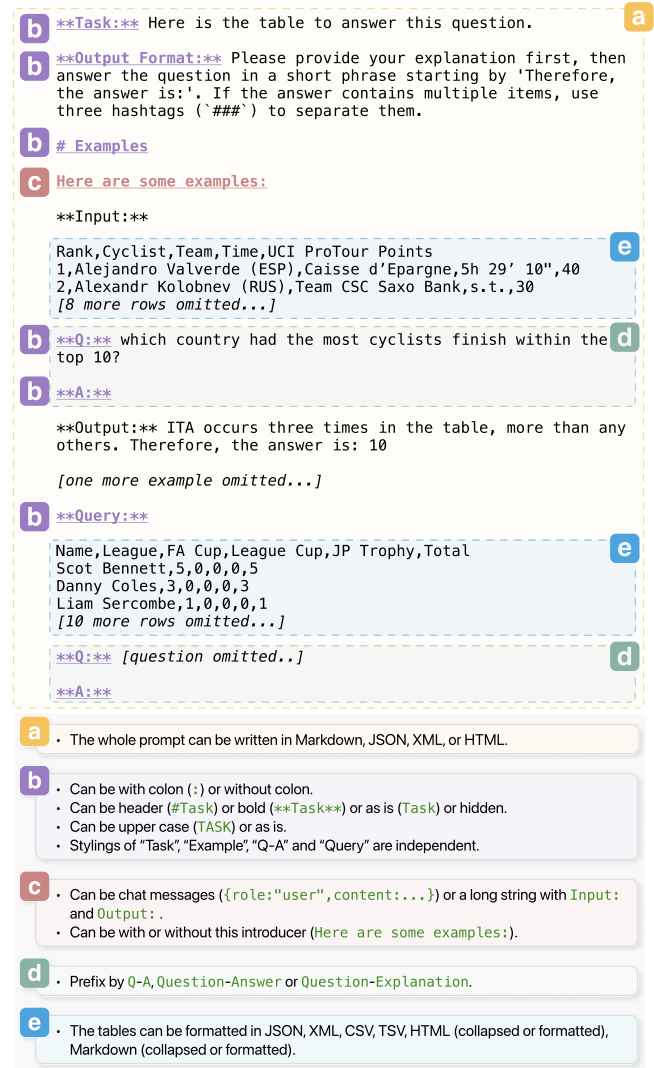 a
b **Task:** Here is the table to answer this question.
b **Output Format:** Please provide your explanation first, then
answer the question in a short phrase starting by 'Therefore,
the answer is:'. If the answer contains multiple items, use
three hashtags (`###`) to separate them.
b # Examples
c Here are some examples:
**Input:**
e
Rank,Cyclist,Team,Time,UCI ProTour Points
1,Alejandro Valverde (ESP),Caisse d’Epargne,5h 29′ 10",40
2,Alexandr Kolobnev (RUS),Team CSC Saxo Bank,s.t.,30
[8 more rows omitted...]
d
b **Q:** which country had the most cyclists finish within the
top 10?
b **A:**
**Output:** ITA occurs three times in the table, more than any
others. Therefore, the answer is: 10
[one more example omitted...]
b **Query:**
e
Name,League,FA Cup,League Cup,JP Trophy,Total
Scot Bennett,5,0,0,0,5
Danny Coles,3,0,0,0,3
Liam Sercombe,1,0,0,0,1
[10 more rows omitted...]
d
**Q:** [question omitted..]
**A:**
a
• The whole prompt can be written in Markdown, JSON, XML, or HTML.
b
• Can be with colon (:) or without colon.
• Can be header (#Task) or bold (**Task**) or as is (Task) or hidden.
• Can be upper case (TASK) or as is.
• Stylings of “Task”, “Example”, “Q-A” and “Query” are independent.
c
• Can be chat messages ({role:"user",content:...}) or a long string with Input:
and Output: .
• Can be with or without this introducer (Here are some examples:).
d
• Prefix by Q-A, Question-Answer or Question-Explanation.
e
• The tables can be formatted in JSON, XML, CSV, TSV, HTML (collapsed or formatted),
Markdown (collapsed or formatted).